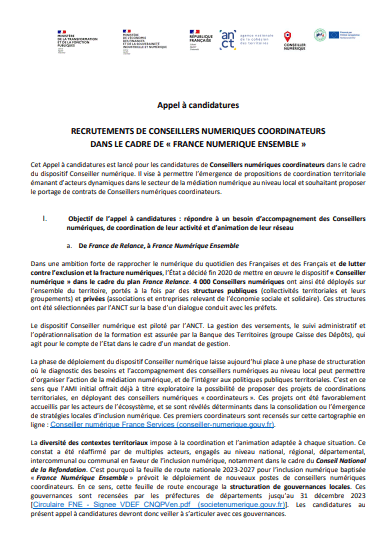 MINISTÈRE
DE LA TRANSFORMATION
ET DE LA FONCTION
PUBLIQUES
MINISTÈRE
DE L'ÉCONOMIE
DES FINANCES
ET DE LA SOUVERAINETÉ
INDUSTRIELLE ET NUMÉRIQUE
RÉPUBLIQUE
FRANÇAISE
anct
agence nationale
de la cohésion
des territoires
CONSEILLER
NUMÉRIQUE
Appel à candidatures
RECRUTEMENTS DE CONSEILLERS NUMERIQUES COORDINATEURS
DANS LE CADRE DE « FRANCE NUMERIQUE ENSEMBLE »
Cet Appel à candidatures est lancé pour les candidatures de Conseillers numériques coordinateurs dans le cadre
du dispositif Conseiller numérique. Il vise à permettre l'émergence de propositions de coordination territoriale
émanant d'acteurs dynamiques dans le secteur de la médiation numérique au niveau local et souhaitant proposer
le portage de contrats de Conseillers numériques coordinateurs.
I. Objectif de l'appel à candidatures : répondre à un besoin d'accompagnement des Conseillers
numériques, de coordination de leur activité et d'animation de leur réseau
a. De France de Relance, à France Numérique Ensemble
Dans une ambition forte de rapprocher le numérique du quotidien des Françaises et des Français et de lutter
contre l'exclusion et la fracture numériques, l'État a décidé fin 2020 de mettre en œuvre le dispositif « Conseiller
numérique » dans le cadre du plan France Relance. 4 000 Conseillers numériques ont ainsi été déployés sur
l'ensemble du territoire, portés à la fois par des structures publiques (collectivités territoriales et leurs
groupements) et privées (associations et entreprises relevant de l'économie sociale et solidaire). Ces structures
ont été sélectionnées par l'ANCT sur la base d'un dialogue conduit avec les préfets.
Le dispositif Conseiller numérique est piloté par l'ANCT. La gestion des versements, le suivi administratif et
l'opérationnalisation de la formation est assurée par la Banque des Territoires (groupe Caisse des Dépôts), qui
agit pour le compte de l'Etat dans le cadre d'un mandat de gestion.
La phase de déploiement du dispositif Conseiller numérique laisse aujourd'hui place à une phase de structuration
où le diagnostic des besoins et l'accompagnement des conseillers numériques au niveau local peut permettre
d'organiser l'action de la médiation numérique, et de l'intégrer aux politiques publiques territoriales. C'est en ce
sens que l'AMI initial offrait déjà à titre exploratoire la possibilité de proposer des projets de coordinations
territoriales, en déployant des conseillers numériques « coordinateurs ». Ces projets ont été favorablement
accueillis par les acteurs de l'écosystème, et se sont révélés déterminants dans la consolidation ou l'émergence de
stratégies locales d'inclusion numérique. Ces premiers coordinateurs sont recensés sur cette cartographie en
ligne : Conseiller numérique France Services (conseiller-numerique.gouv.fr).
La diversité des contextes territoriaux impose à la coordination et l'animation adaptée à chaque situation. Ce
constat a été réaffirmé par de multiples acteurs, engagés au niveau national, régional, départemental,
intercommunal ou communal en faveur de l'inclusion numérique, notamment dans le cadre du Conseil National
de la Refondation. C'est pourquoi la feuille de route nationale 2023-2027 pour l'inclusion numérique baptisée
« France Numérique Ensemble » prévoit le déploiement de nouveaux postes de conseillers numériques
coordinateurs. En ce sens, cette feuille de route encourage la structuration de gouvernances locales. Ces
gouvernances sont recensées par les préfectures de départements jusqu'au 31 décembre 2023
[Circulaire FNE - Signee VDEF CNQPVen.pdf (societenumerique.gouv.fr)]. Les candidatures au
présent appel à candidatures devront donc veiller à s'articuler avec ces gouvernances.